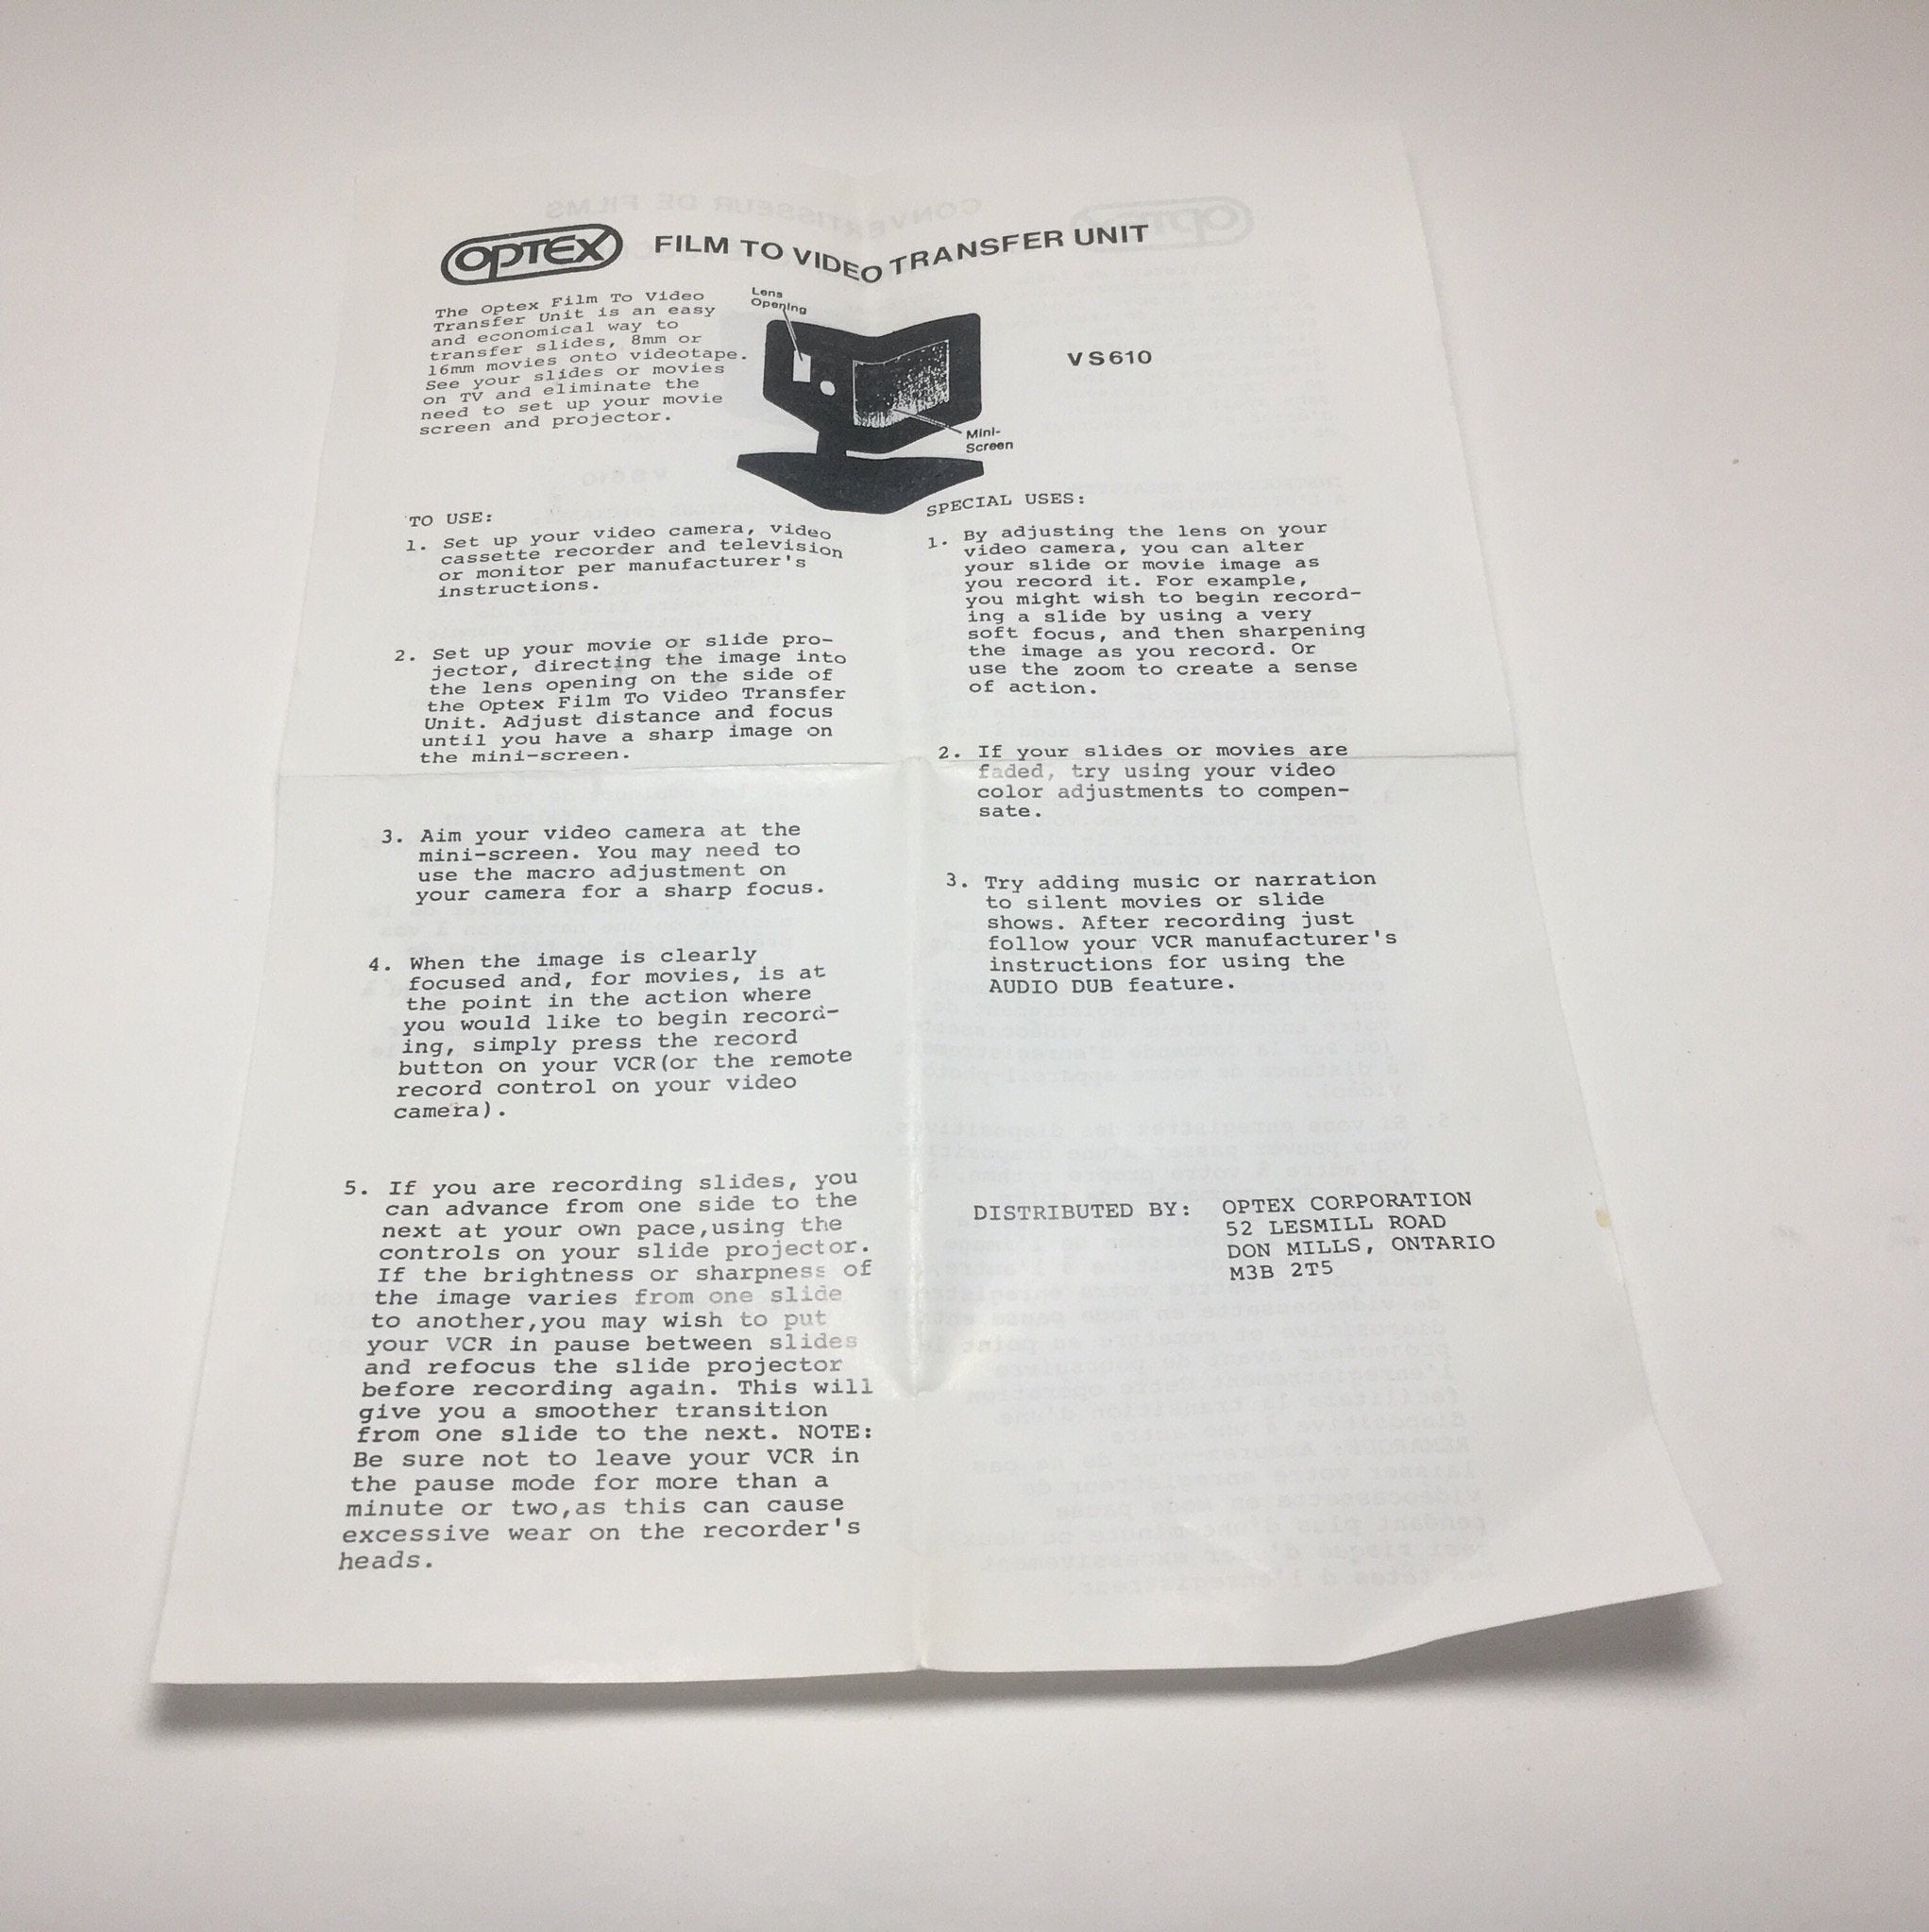 OPTEX FILM TO VIDEO TRANSFER UNIT
The Optex Film To Video
Transfer Unit is an easy
and economical way to
transfer slides, 8mm or
16mm movies onto videotape.
See your slides or movies
on TV and eliminate the
need to set up your movie
screen and projector.
Lens
Opening
Mini-
Screen
VS610
TO USE:
1. Set up your video camera, video
cassette recorder and television
or monitor per manufacturer's
instructions.
2. Set up your movie or slide pro-
jector, directing the image into
the lens opening on the side of
the Optex Film To Video Transfer
Unit. Adjust distance and focus
until you have a sharp image on
the mini-screen.
3. Aim your video camera at the
mini-screen. You may need to
use the macro adjustment on
your camera for a sharp focus.
4. When the image is clearly
focused and, for movies, is at
the point in the action where
you would like to begin record-
ing, simply press the record
button on your VCR(or the remote
record control on your video
camera).
5. If you are recording slides, you
can advance from one side to the
next at your own pace,using the
controls on your slide projector.
If the brightness or sharpness of
the image varies from one slide
to another,you may wish to put
your VCR in pause between slides
and refocus the slide projector
before recording again. This will
give you a smoother transition
from one slide to the next. NOTE:
Be sure not to leave your VCR in
the pause mode for more than a
minute or two,as this can cause
excessive wear on the recorder's
heads.
SPECIAL USES:
1. By adjusting the lens on your
video camera, you can alter
your slide or movie image as
you record it. For example,
you might wish to begin record-
ing a slide by using a very
soft focus, and then sharpening
the image as you record. Or
use the zoom to create a sense
of action.
2. If your slides or movies are
faded, try using your video
color adjustments to compen-
sate.
3. Try adding music or narration
to silent movies or slide
shows. After recording just
follow your VCR manufacturer's
instructions for using the
AUDIO DUB feature.
DISTRIBUTED BY: OPTEX CORPORATION
52 LESMILL ROAD
DON MILLS, ONTARIO
M3B 2T5